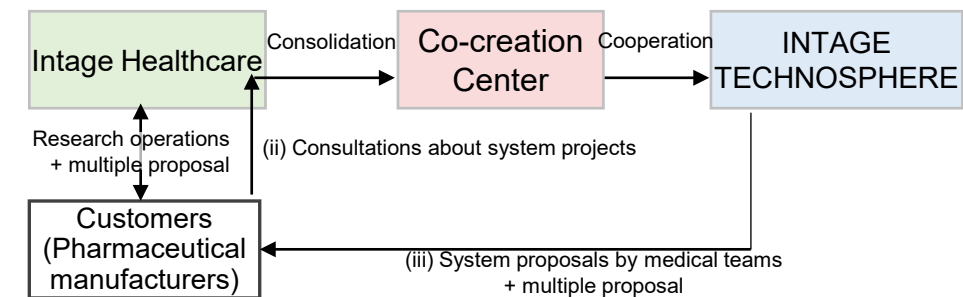 Intage Healthcare
Consolidation
Co-creation
Center
Cooperation
INTAGE
TECHNOSPHERE
Research operations
+ multiple proposal
(ii) Consultations about system projects
Customers
(Pharmaceutical
manufacturers)
(iii) System proposals by medical teams
+ multiple proposal